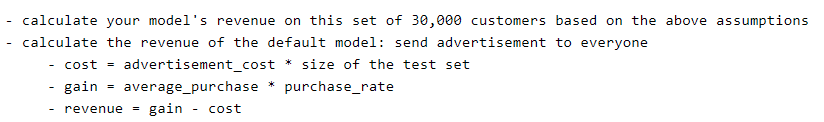 - calculate your model's revenue on this set of 30,000 customers based on the above assumptions
- calculate the revenue of the default model: send advertisement to everyone
- cost = advertisement_cost * size of the test set
- gain = average_purchase * purchase_rate
- revenue = gain - cost